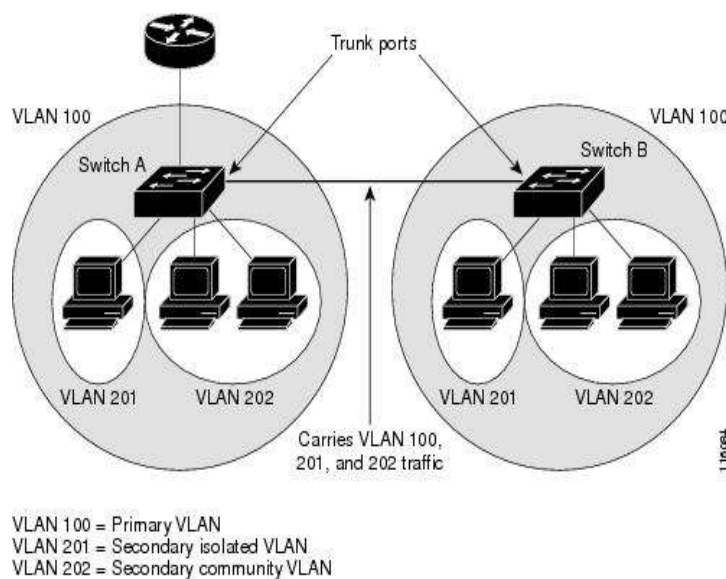 Trunk ports
VLAN 100
VLAN 100
Switch A
Switch B
VLAN 201
VLAN 202
VLAN 201
VLAN 202
Carries VLAN 100,
201, and 202 traffic
VLAN 100 = Primary VLAN
VLAN 201 = Secondary isolated VLAN
VLAN 202 = Secondary community VLAN